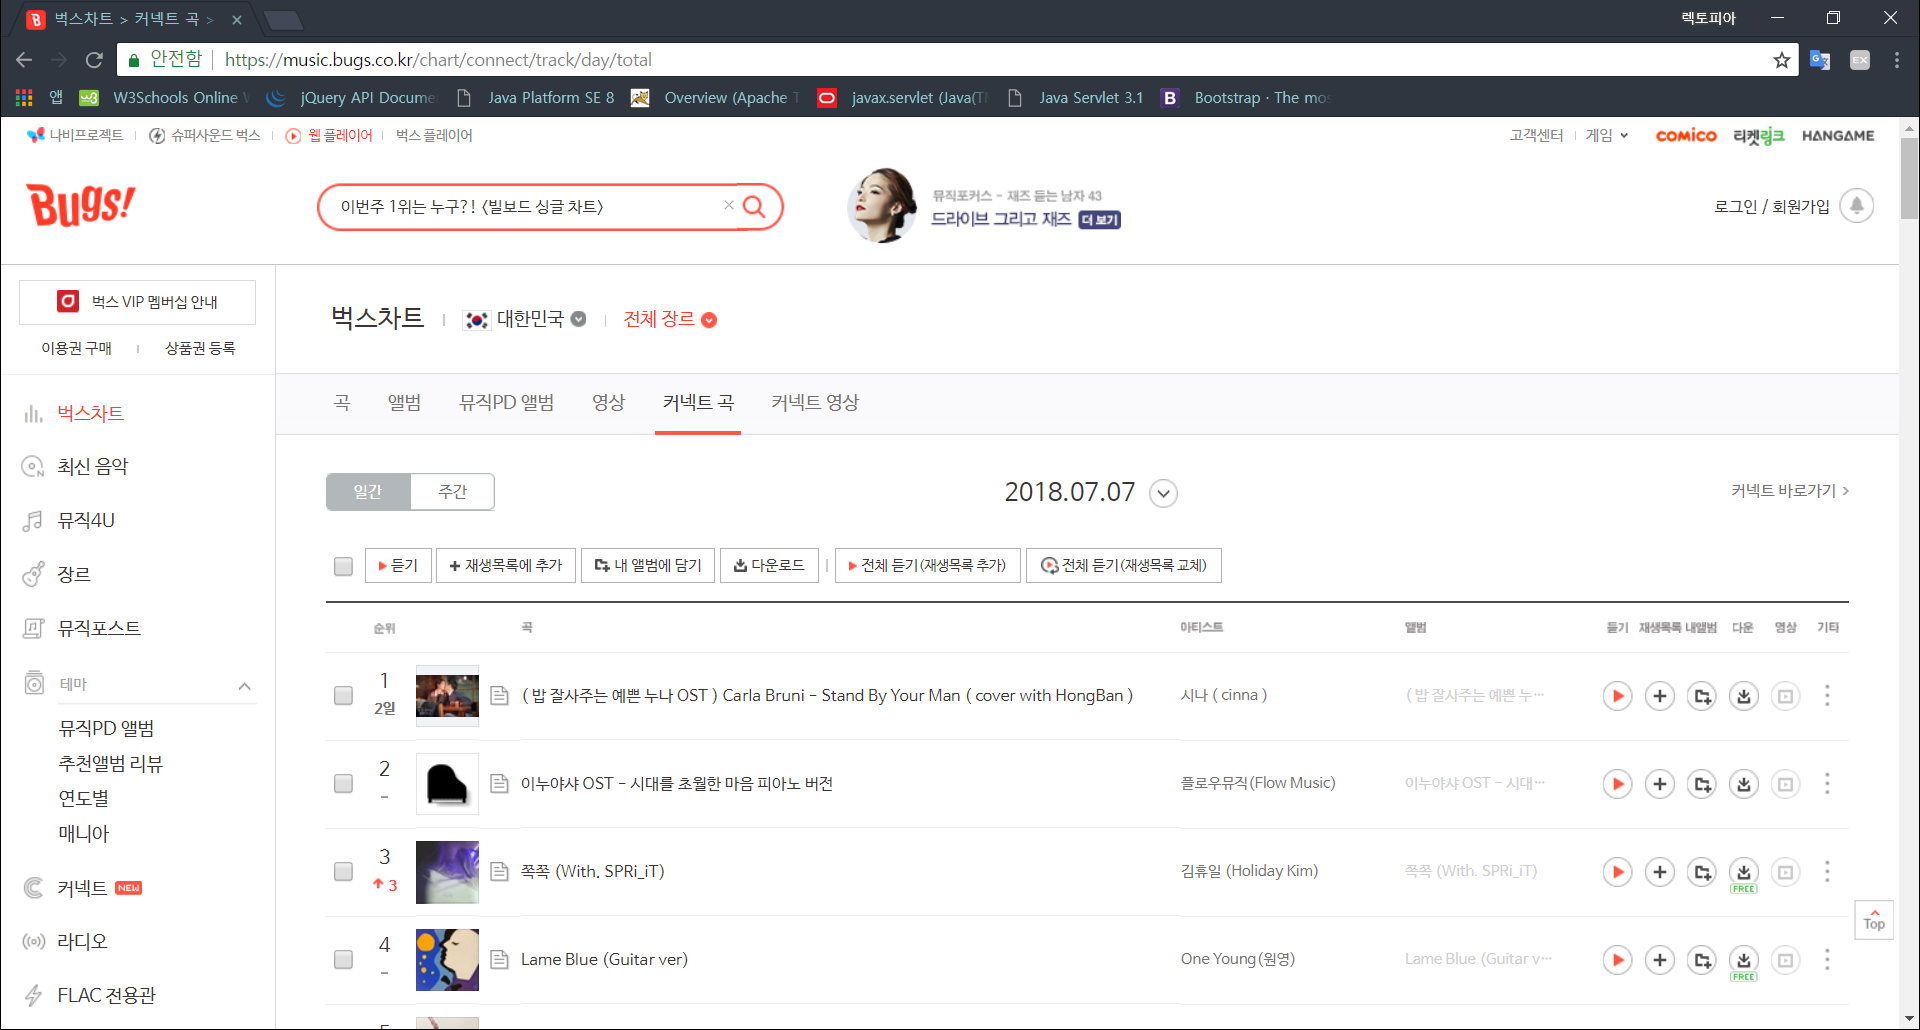 벅스차트 > 커넥트 곡 >
렉토피아
안전함 https://music.bugs.co.kr/chart/connect/track/day/total
앱 W3Schools Online jQuery API Docume Java Platform SE 8 Overview (Apache javax.servlet (Java(T Java Servlet 3.1 Bootstrap · The mos
나비프로젝트 슈퍼사운드 벅스 웹 플레이어 벅스 플레이어
고객센터 게임 comico 티켓링크 HANGAME
Bugs!
이번주 1위는 누구?! <빌보드 싱글 차트>
뮤직포커스 - 재즈 듣는 남자 43
드라이브 그리고 재즈 더보기
로그인 / 회원가입
벅스 VIP 멤버십 안내
이용권 구매 상품권 등록
벅스차트
최신 음악
뮤직4U
장르
뮤직포스트
테마
뮤직PD 앨범
추천앨범 리뷰
연도별
매니아
커넥트 NEW
라디오
FLAC 전용관
벅스차트 대한민국 전체 장르
곡 앨범 뮤직PD 앨범 영상 커넥트 곡 커넥트 영상
일간 주간
2018.07.07
커넥트 바로가기 >
듣기 재생목록에 추가 내 앨범에 담기 다운로드 전체 듣기(재생목록 추가) 전체 듣기(재생목록 교체)
순위 곡 아티스트 앨범 듣기 재생목록 내앨범 다운 영상 기타
1 ( 밥 잘사주는 예쁜 누나 OST ) Carla Bruni - Stand By Your Man ( cover with HongBan ) 시나 ( cinna ) ( 밥 잘사주는 예쁜 누...
2일
2 이누야샤 OST - 시대를 초월한 마음 피아노 버전 플로우뮤직(Flow Music) 이누야샤 OST - 시대...
-
3 쪽쪽 (With. SPRi_iT) 김휴일 (Holiday Kim) 쪽쪽 (With. SPRi_iT)
3
FREE
4 Lame Blue (Guitar ver) One Young(원영) Lame Blue (Guitar v...
-
FREE
Top